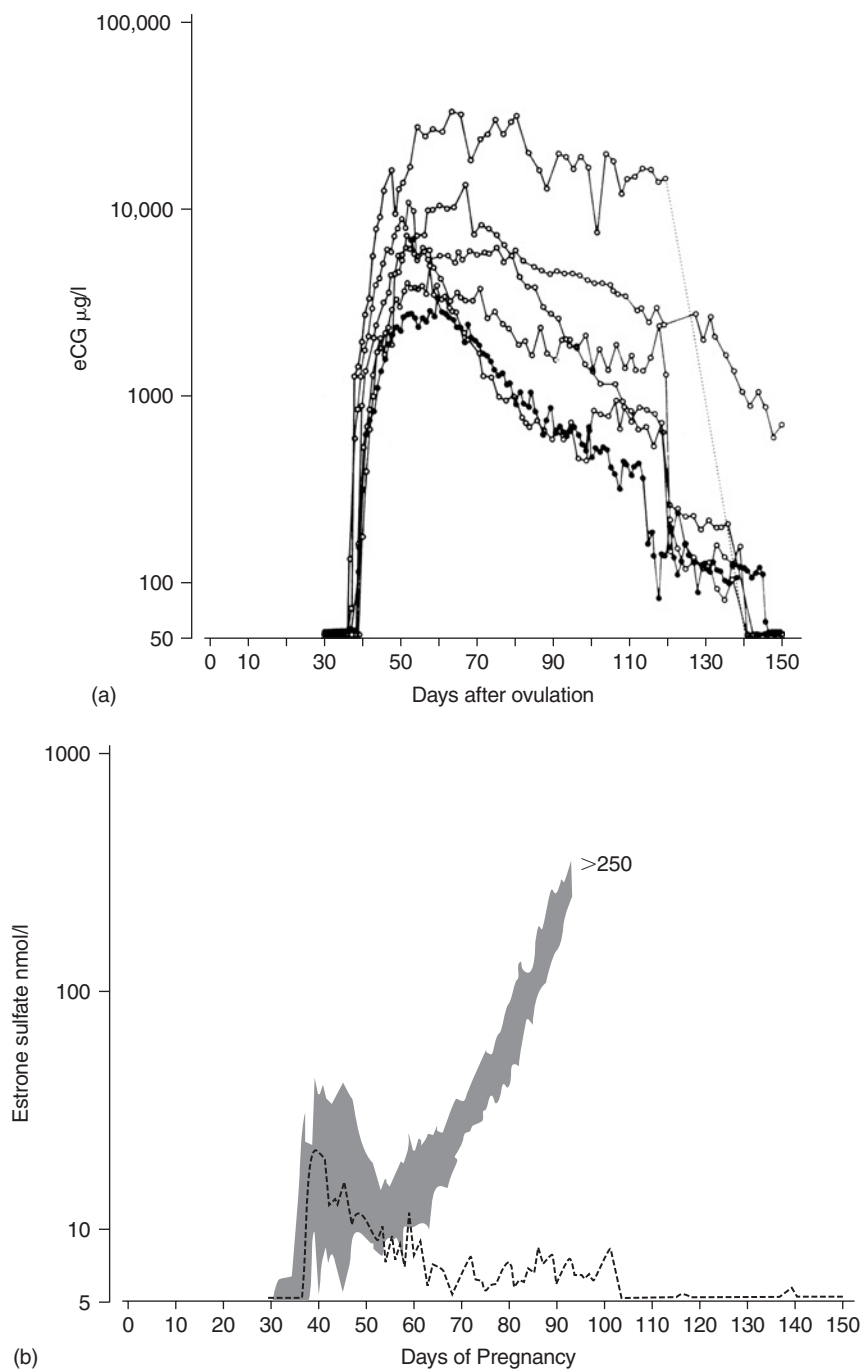 100,000
10,000
1000
100
50
eCG μg/l
0 10 30 50 70 90 110 130 150
Days after ovulation
(a)
1000
100
10
5
Estrone sulfate nmol/l
>250
0 10 20 30 40 50 60 70 80 90 100 110 120 130 140 150
Days of Pregnancy
(b)